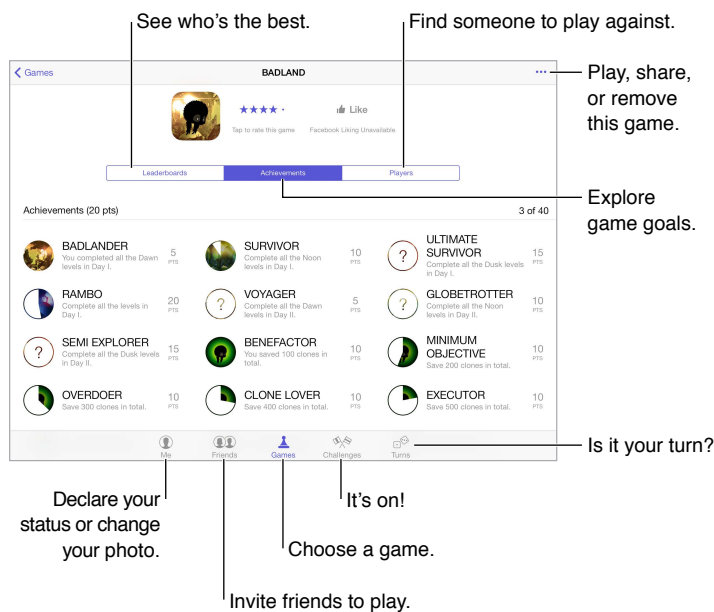 See who's the best.
Find someone to play against.
Games
BADLAND
•••
Play, share,
or remove
this game.
★★★★ ·
Like
Tap to rate this game
Facebook Liking Unavailable
Leaderboards
Achievements
Players
Explore
game goals.
Achievements (20 pts)
3 of 40
BADLANDER
You completed all the Dawn
levels in Day I.
5
PTS
SURVIVOR
Complete all the Noon
levels in Day I.
10
PTS
?
ULTIMATE
SURVIVOR
Complete all the Dusk levels
in Day I.
15
PTS
RAMBO
Complete all the levels in
Day I.
20
PTS
?
VOYAGER
Complete all the Dawn
levels in Day II.
5
PTS
?
GLOBETROTTER
Complete all the Noon
levels in Day II.
10
PTS
?
SEMI EXPLORER
Complete all the Dusk levels
in Day II.
15
PTS
BENEFACTOR
You saved 100 clones in
total.
10
PTS
MINIMUM
OBJECTIVE
Save 200 clones in total.
10
PTS
OVERDOER
Save 300 clones in total.
10
PTS
CLONE LOVER
Save 400 clones in total.
10
PTS
EXECUTOR
Save 500 clones in total.
10
PTS
Me
Friends
Games
Challenges
Turns
Is it your turn?
Declare your
status or change
your photo.
It's on!
Choose a game.
Invite friends to play.